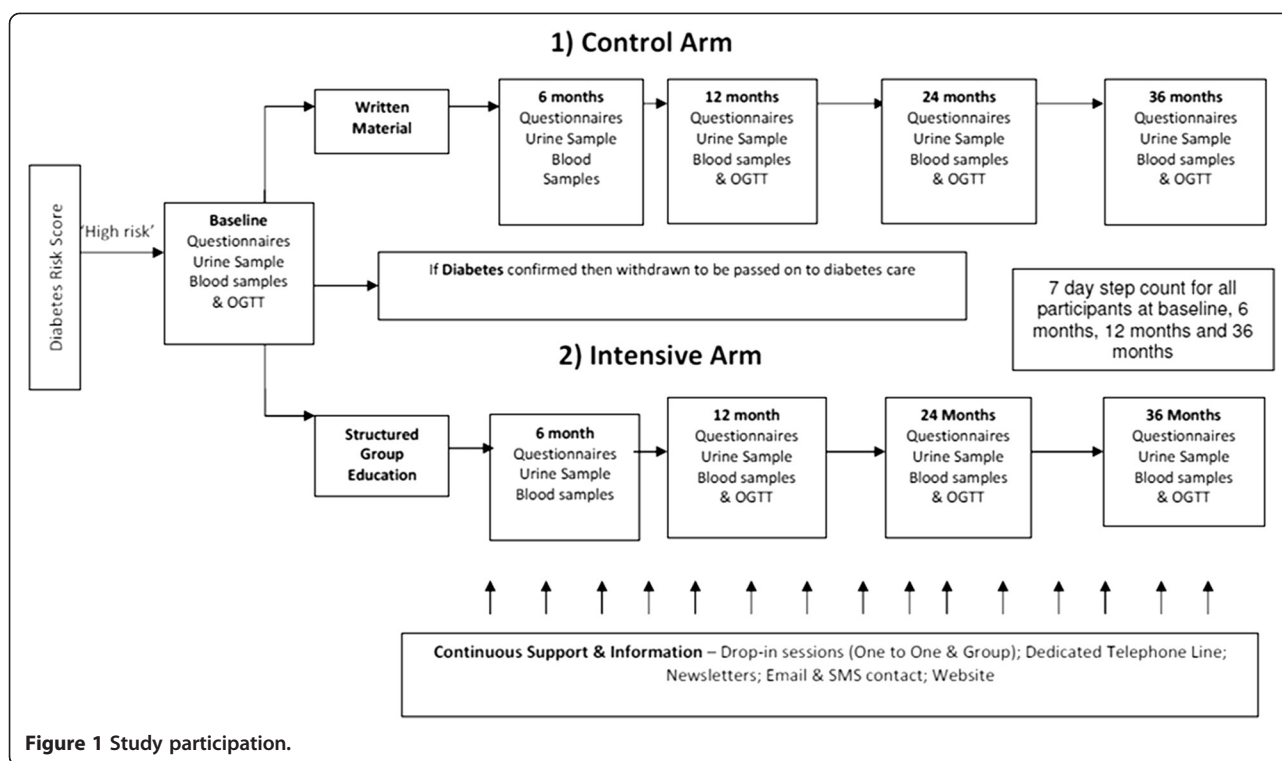 1) Control Arm
Written
Material
6 months
Questionnaires
Urine Sample
Blood
Samples
12 months
Questionnaires
Urine Sample
Blood samples
& OGTT
24 months
Questionnaires
Urine Sample
Blood samples
& OGTT
36 months
Questionnaires
Urine Sample
Blood samples
& OGTT
Diabetes Risk Score
'High risk'
Baseline
Questionnaires
Urine Sample
Blood samples
& OGTT
If Diabetes confirmed then withdrawn to be passed on to diabetes care
7 day step count for all
participants at baseline, 6
months, 12 months and 36
months
2) Intensive Arm
Structured
Group
Education
6 month
Questionnaires
Urine Sample
Blood samples
12 month
Questionnaires
Urine Sample
Blood samples
& OGTT
24 Months
Questionnaires
Urine Sample
Blood samples
& OGTT
36 Months
Questionnaires
Urine Sample
Blood samples
& OGTT
Continuous Support & Information – Drop-in sessions (One to One & Group); Dedicated Telephone Line;
Newsletters; Email & SMS contact; Website
Figure 1 Study participation.